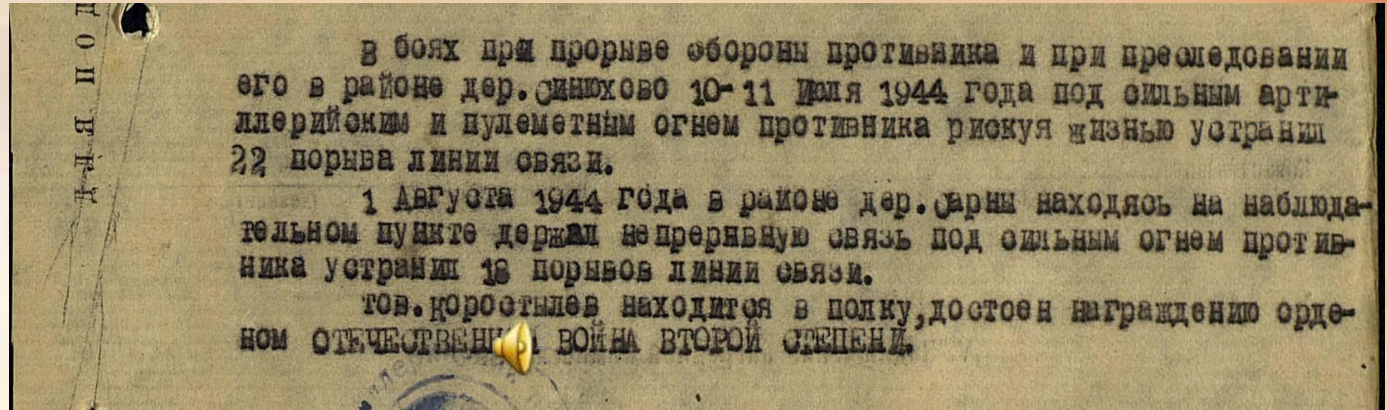 В боях при прорыве обороны противника и при преследовании
его в районе дер.Синюхово 10-11 Июля 1944 года под сильным арти-
ллерийским и пулеметным огнем противника рискуя жизнью устранил
22 порыва линии связи.
1 Августа 1944 года в районе дер.Сарны находясь на наблюда-
тельном пункте держал непрерывную связь под сильным огнем против-
ника устранил 18 порывов линии связи.
тов.Коростылев находится в полку,достоен награждению орде-
ном ВОЙНА ВТОРОЙ СТЕПЕНИ.